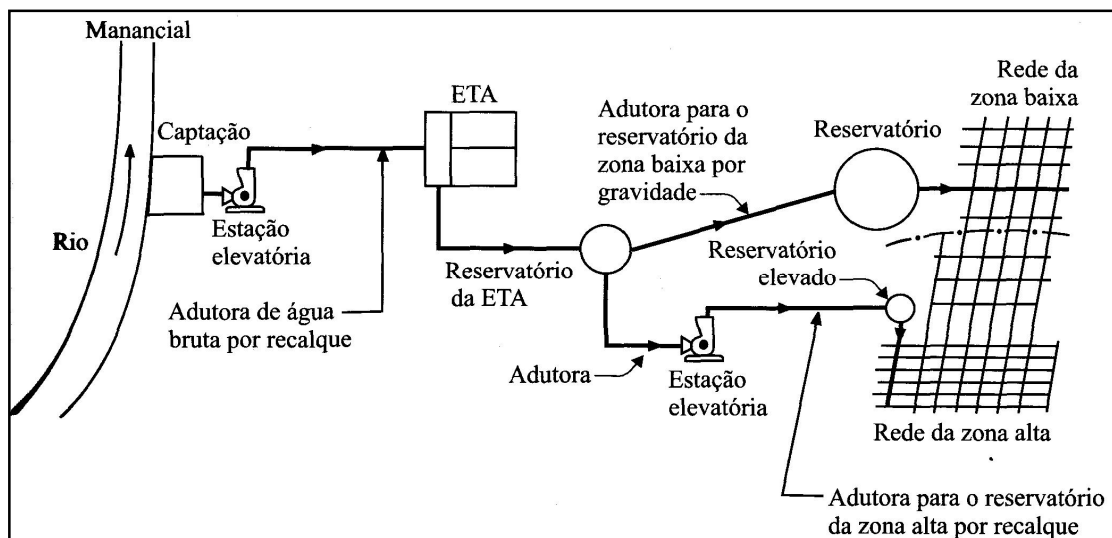 Manancial
Captação
Rio
Estação
elevatória
Adutora de água
bruta por recalque
ETA
Reservatório
da ETA
Adutora para o
reservatório da
zona baixa por
gravidade
Reservatório
Rede da
zona baixa
Reservatório
elevado
Adutora
Estação
elevatória
Rede da zona alta
Adutora para o reservatório
da zona alta por recalque